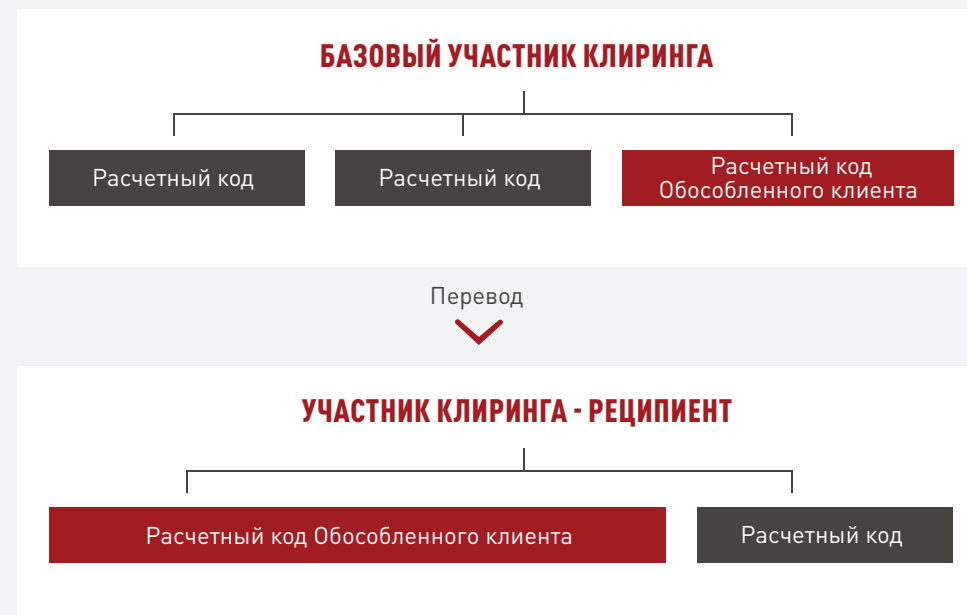 БАЗОВЫЙ УЧАСТНИК КЛИРИНГА
Расчетный код
Расчетный код
Расчетный код
Обособленного клиента
Перевод
УЧАСТНИК КЛИРИНГА - РЕЦИПИЕНТ
Расчетный код Обособленного клиента
Расчетный код